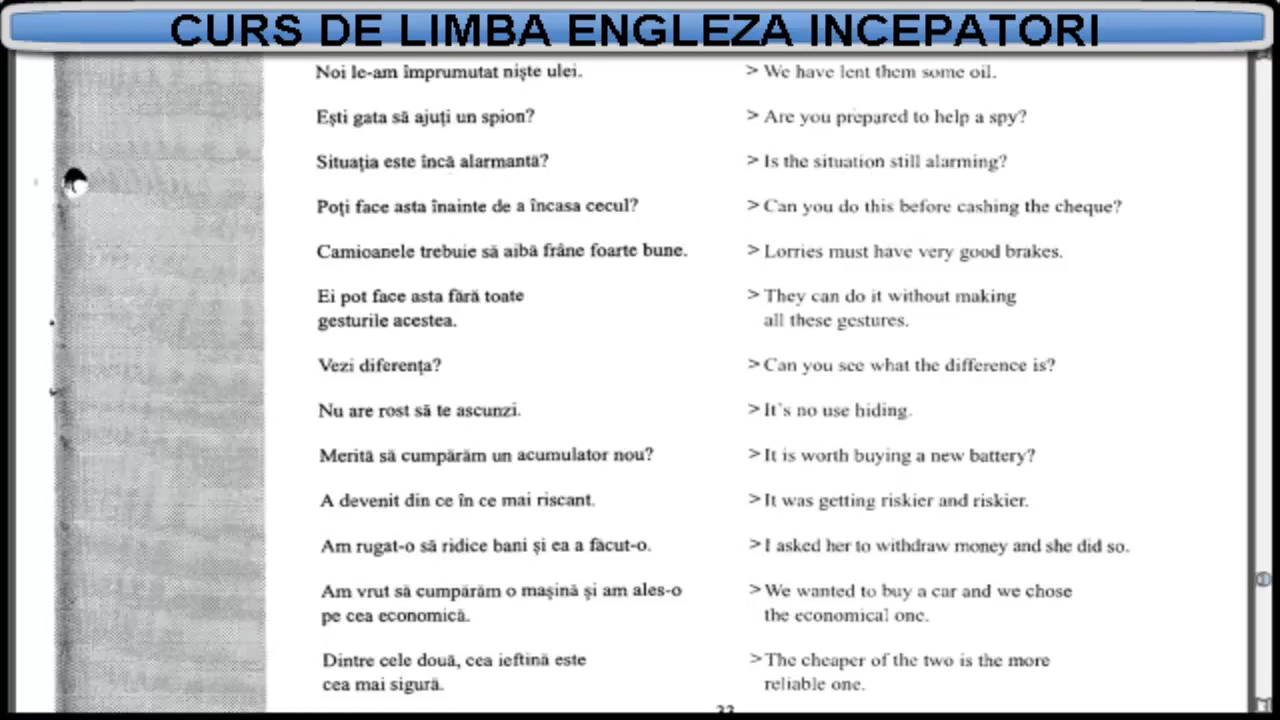 CURS DE LIMBA ENGLEZA INCEPATORI
Noi le-am împrumutat niște ulei. > We have lent them some oil.
Ești gata să ajuți un spion? > Are you prepared to help a spy?
Situația este încă alarmantă? > Is the situation still alarming?
Poți face asta înainte de a încasa cecul? > Can you do this before cashing the cheque?
Camioanele trebuie să aibă frâne foarte bune. > Lorries must have very good brakes.
Ei pot face asta fără toate > They can do it without making
gesturile acestea. all these gestures.
Vezi diferența? > Can you see what the difference is?
Nu are rost să te ascunzi. > It's no use hiding.
Merită să cumpărăm un acumulator nou? > It is worth buying a new battery?
A devenit din ce în ce mai riscant. > It was getting riskier and riskier.
Am rugat-o să ridice bani și ea a făcut-o. > I asked her to withdraw money and she did so.
Am vrut să cumpărăm o mașină și am ales-o > We wanted to buy a car and we chose
pe cea economică. the economical one.
Dintre cele două, cea ieftină este > The cheaper of the two is the more
cea mai sigură. reliable one.